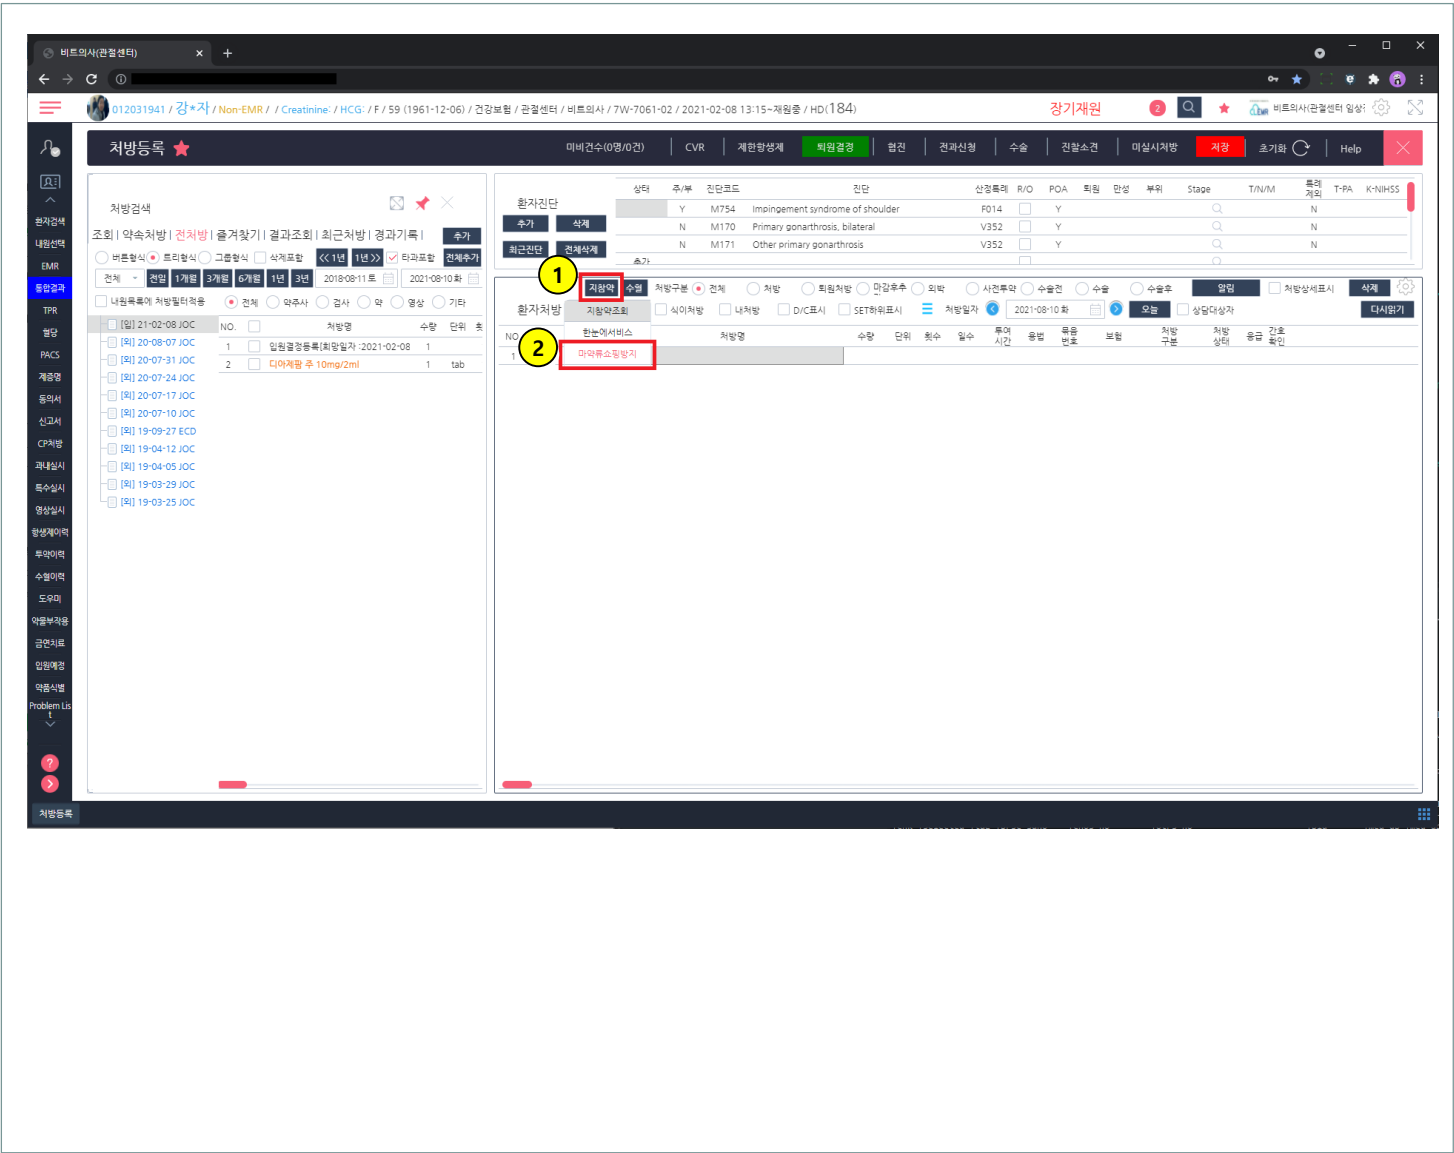 비트의사(관절센터) × +
012031941 / 강*자 / Non-EMR / / Creatinine: / HCG: / F / 59 (1961-12-06) / 건강보험 / 관절센터 / 비트의사 / 7W-7061-02 / 2021-02-08 13:15~재원중 / HD(184)
장기재원 2 비트의사(관절센터 임상:
처방등록 미비건수(0명/0건) CVR 제한항생제 퇴원결정 협진 전과신청 수술 진찰소견 미실시처방 저장 초기화 Help
환자검색
내원선택
EMR
통합결과
TPR
혈당
PACS
제증명
동의서
신고서
CP처방
과내실시
특수실시
영상실시
항생제이력
투약이력
수혈이력
도우미
약물부작용
금연치료
입원예정
약품식별
Problem Lis
t
?
처방검색
조회 | 약속처방 | 전처방 | 즐겨찾기 | 결과조회 | 최근처방 | 경과기록 | 추가
버튼형식 트리형식 그룹형식 삭제포함 << 1년 1년 >> 타과포함 전체추가
전체 전일 1개월 3개월 6개월 1년 3년 2018-08-11 토 2021-08-10 화
내원목록에 처방필터적용 전체 약주사 검사 약 영상 기타
[입] 21-02-08 JOC
[외] 20-08-07 JOC
[외] 20-07-31 JOC
[외] 20-07-24 JOC
[외] 20-07-17 JOC
[외] 20-07-10 JOC
[외] 19-09-27 ECD
[외] 19-04-12 JOC
[외] 19-04-05 JOC
[외] 19-03-29 JOC
[외] 19-03-25 JOC
NO. 처방명 수량 단위 횟
1 입원결정등록[희망일자 :2021-02-08 1
2 디아제팜 주 10mg/2ml 1 tab
환자진단
추가 삭제
최근진단 전체삭제
상태 주/부 진단코드 진단 산정특례 R/O POA 퇴원 만성 부위 Stage T/N/M 특례제외 T-PA K-NIHSS
Y M754 Impingement syndrome of shoulder F014 Y N
N M170 Primary gonarthrosis, bilateral V352 Y N
N M171 Other primary gonarthrosis V352 Y N
추가
1
지참약 수혈 처방구분 전체 처방 퇴원처방 마감후추 외박 사전투약 수술전 수술 수술후 알림 처방상세표시 삭제
환자처방 지참약조회 식이처방 내처방 D/C표시 SET하위표시 처방일자 2021-08-10 화 오늘 상담대상자 다시읽기
한눈에서비스
2
마약류쇼핑방지
NO 처방명 수량 단위 횟수 일수 투여시간 용법 묶음번호 보험 처방구분 처방상태 응급 간호확인
1
처방등록